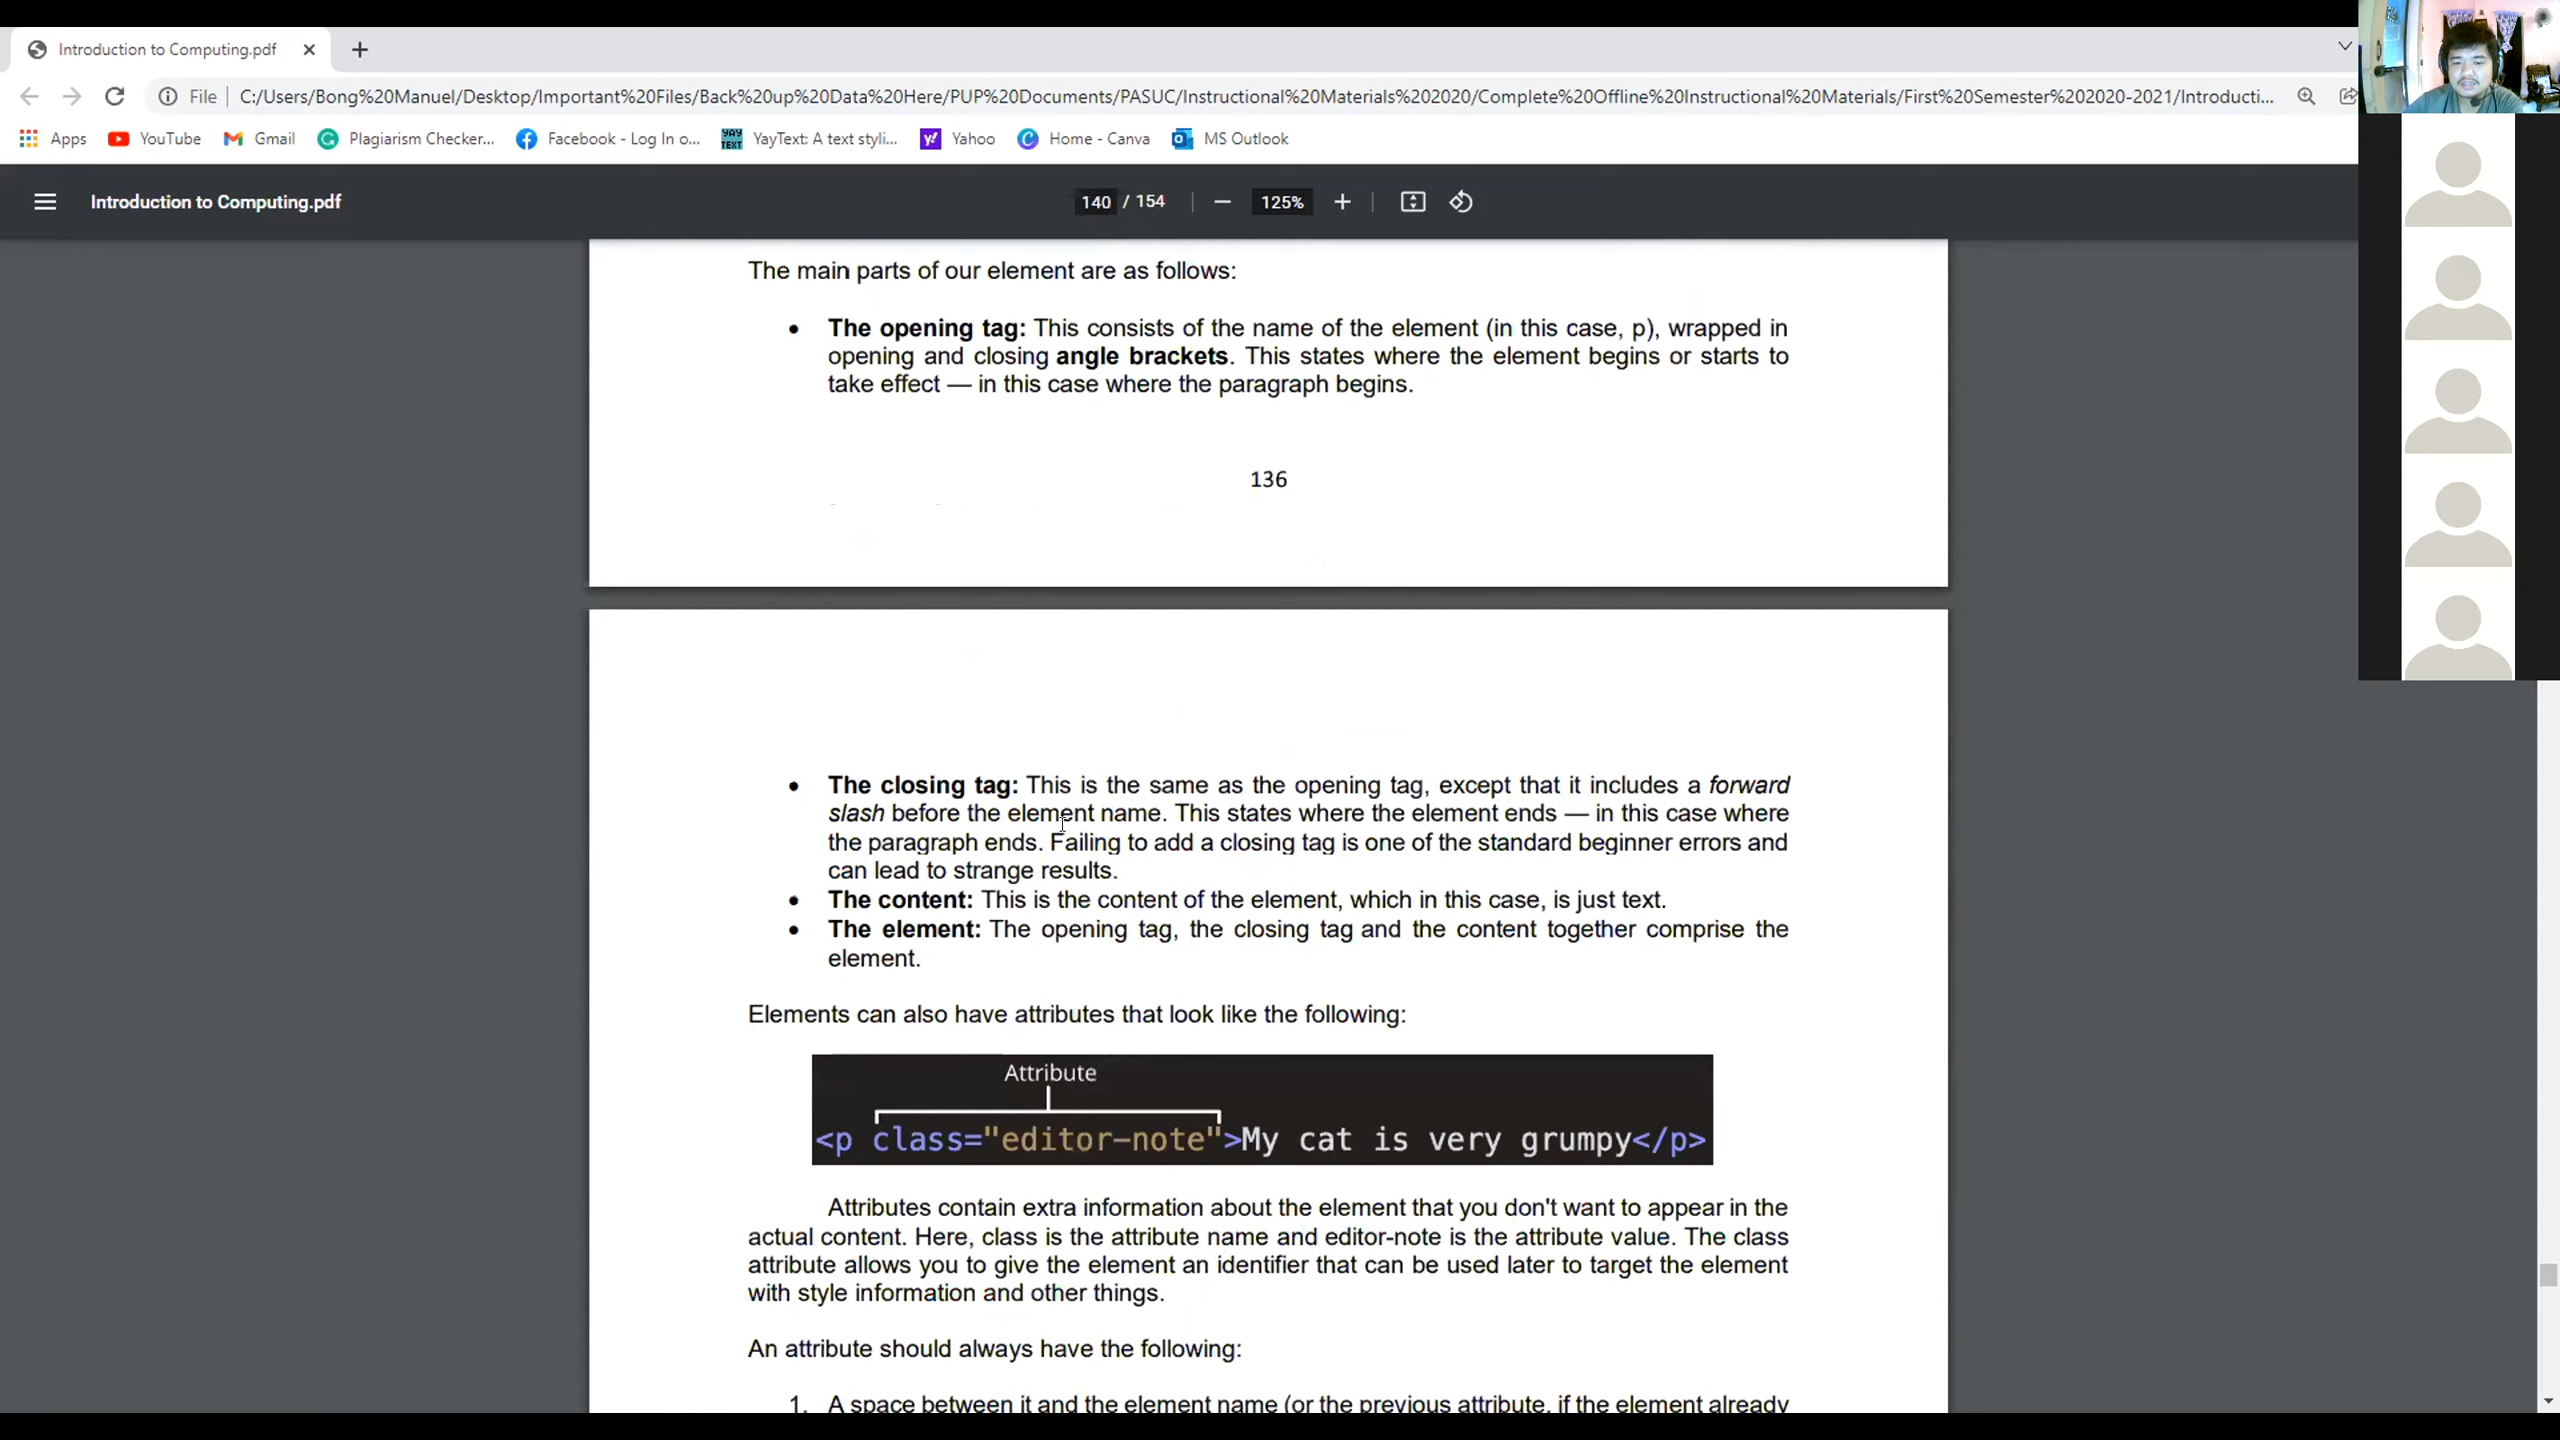 Introduction to Computing.pdf
File
C:/Users/Bong%20Manuel/Desktop/Important%20Files/Back%20up%20Data%20Here/PUP%20Documents/PASUC/Instructional%20Materials%202020/Complete%20Offline%20Instructional%20Materials/First%20Semester%202020-2021/Introducti...
Apps
YouTube
Gmail
Plagiarism Checker...
Facebook - Log In o...
YAY TEXT
YayText: A text styli...
Yahoo
Home - Canva
MS Outlook
Introduction to Computing.pdf
140 / 154
125%
The main parts of our element are as follows:
• The opening tag: This consists of the name of the element (in this case, p), wrapped in
opening and closing angle brackets. This states where the element begins or starts to
take effect — in this case where the paragraph begins.
136
• The closing tag: This is the same as the opening tag, except that it includes a forward
slash before the element name. This states where the element ends — in this case where
the paragraph ends. Failing to add a closing tag is one of the standard beginner errors and
can lead to strange results.
• The content: This is the content of the element, which in this case, is just text.
• The element: The opening tag, the closing tag and the content together comprise the
element.
Elements can also have attributes that look like the following:
Attribute
<p class="editor-note">My cat is very grumpy</p>
Attributes contain extra information about the element that you don't want to appear in the
actual content. Here, class is the attribute name and editor-note is the attribute value. The class
attribute allows you to give the element an identifier that can be used later to target the element
with style information and other things.
An attribute should always have the following:
1. A space between it and the element name (or the previous attribute, if the element already